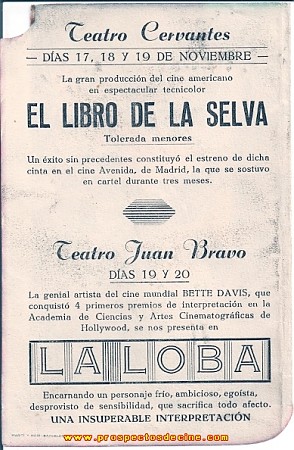 Teatro Cervantes
— DÍAS 17, 18 Y 19 DE NOVIEMBRE —
La gran producción del cine americano
en espectacular tecnicolor
EL LIBRO DE LA SELVA
Tolerada menores
Un éxito sin precedentes constituyó el estreno de dicha
cinta en el cine Avenida, de Madrid, la que se sostuvo
en cartel durante tres meses.
Teatro Juan Bravo
DÍAS 19 Y 20
La genial artista del cine mundial BETTE DAVIS, que
conquistó 4 primeros premios de interpretación en la
Academia de Ciencias y Artes Cinematográficas de
Hollywood, se nos presenta en
LA LOBA
Encarnando un personaje frío, ambicioso, egoísta,
desprovisto de sensibilidad, que sacrifica todo afecto.
UNA INSUPERABLE INTERPRETACIÓN
www.prospectosdecine.com